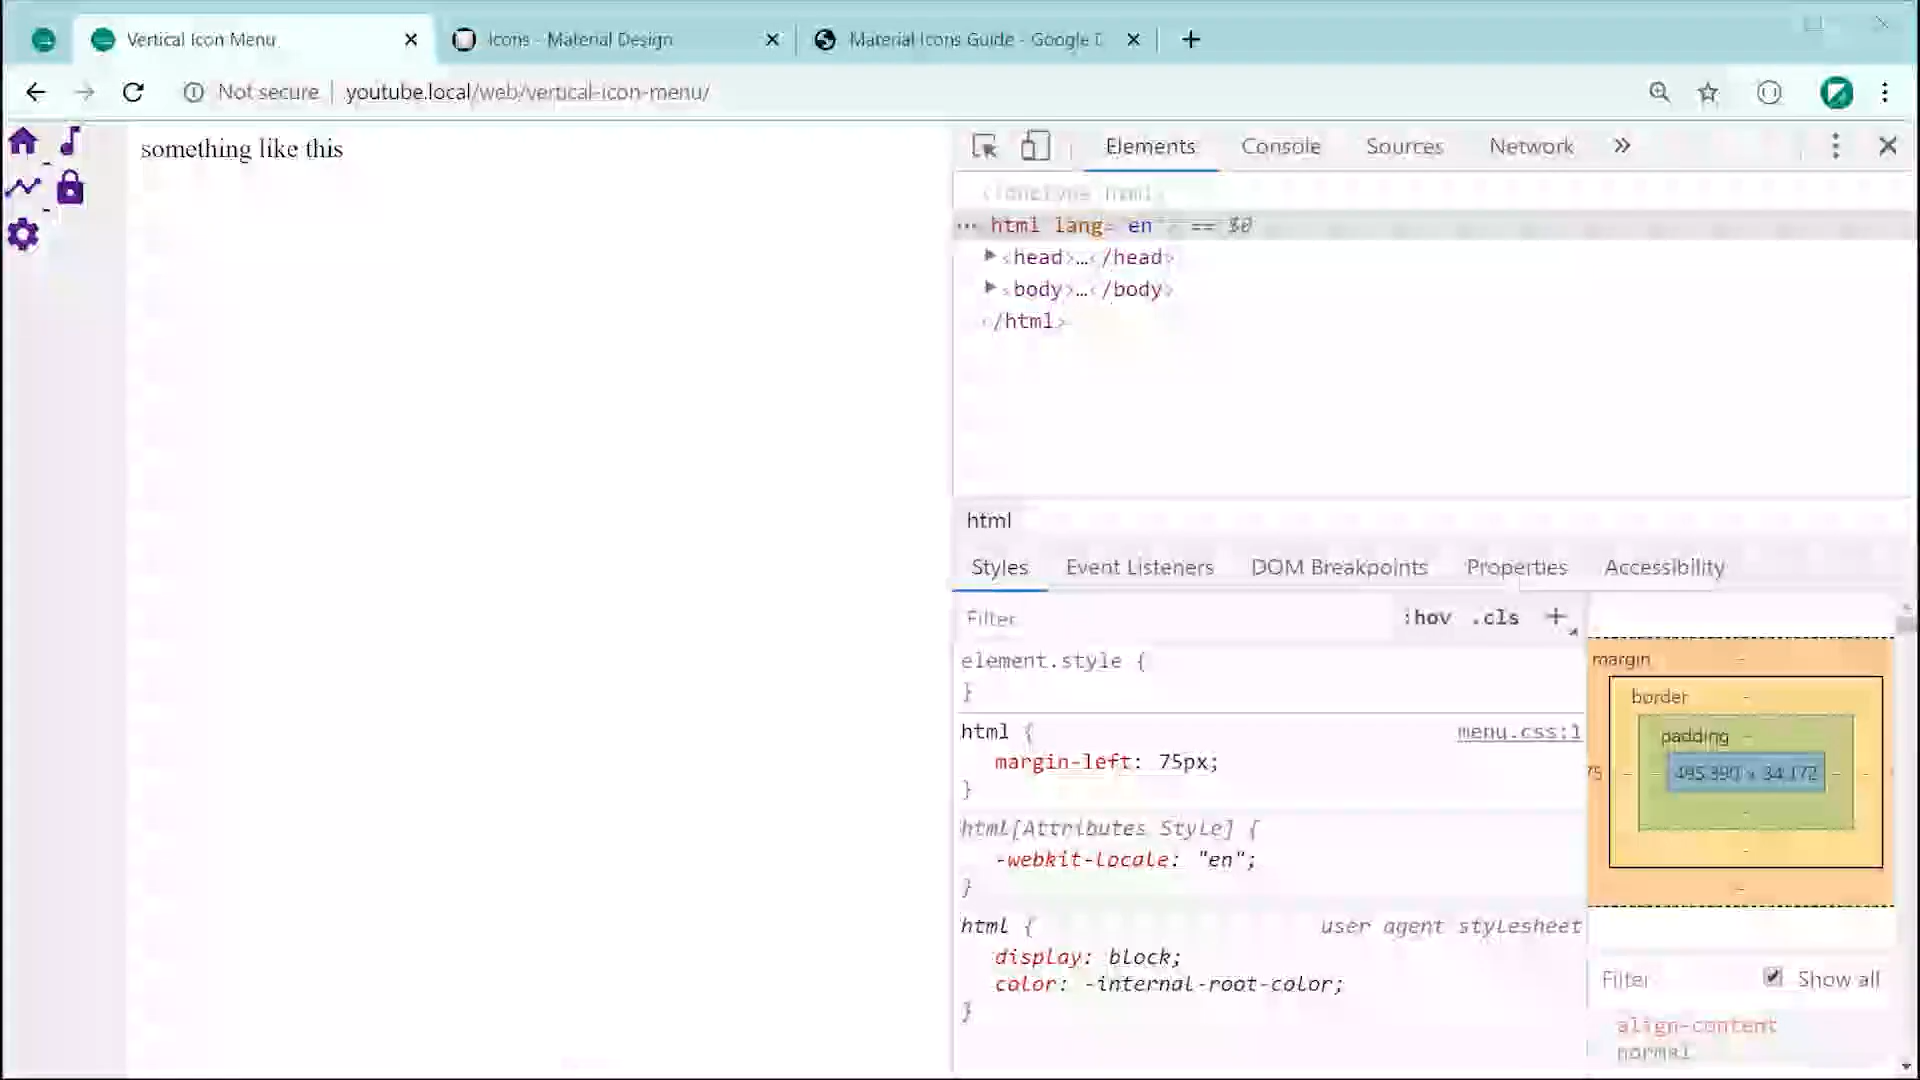 Vertical Icon Menu
Icons - Material Design
Material Icons Guide - Google D
Not secure
youtube.local/web/vertical-icon-menu/
something like this
Elements
Console
Sources
Network
<!doctype html>
html lang="en" == $0
<head>…</head>
<body>…</body>
</html>
html
Styles
Event Listeners
DOM Breakpoints
Properties
Accessibility
Filter
:hov
.cls
element.style {
}
html {
menu.css:1
margin-left: 75px;
}
html[Attributes Style] {
-webkit-locale: "en";
}
html {
user agent stylesheet
display: block;
color: -internal-root-color;
}
margin
border
padding
75
Filter
Show all
align-content
normal